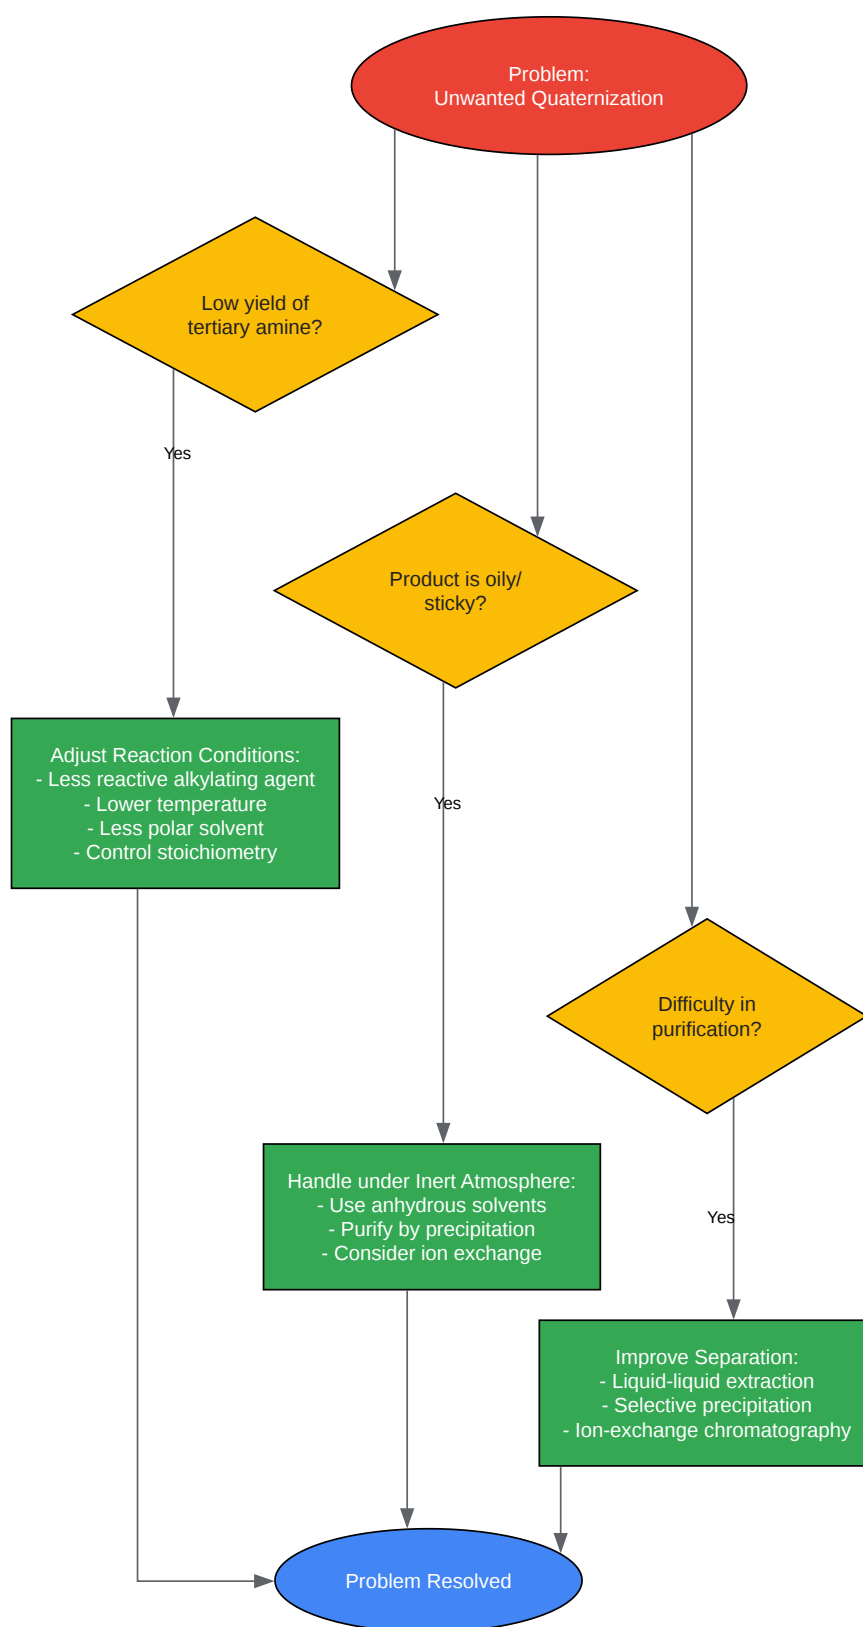 Problem:
Unwanted Quaternization
Low yield of
tertiary amine?
Yes
Product is oily/
sticky?
Adjust Reaction Conditions:
- Less reactive alkylating agent
- Lower temperature
- Less polar solvent
- Control stoichiometry
Yes
Difficulty in
purification?
Handle under Inert Atmosphere:
- Use anhydrous solvents
- Purify by precipitation
- Consider ion exchange
Yes
Improve Separation:
- Liquid-liquid extraction
- Selective precipitation
- Ion-exchange chromatography
Problem Resolved